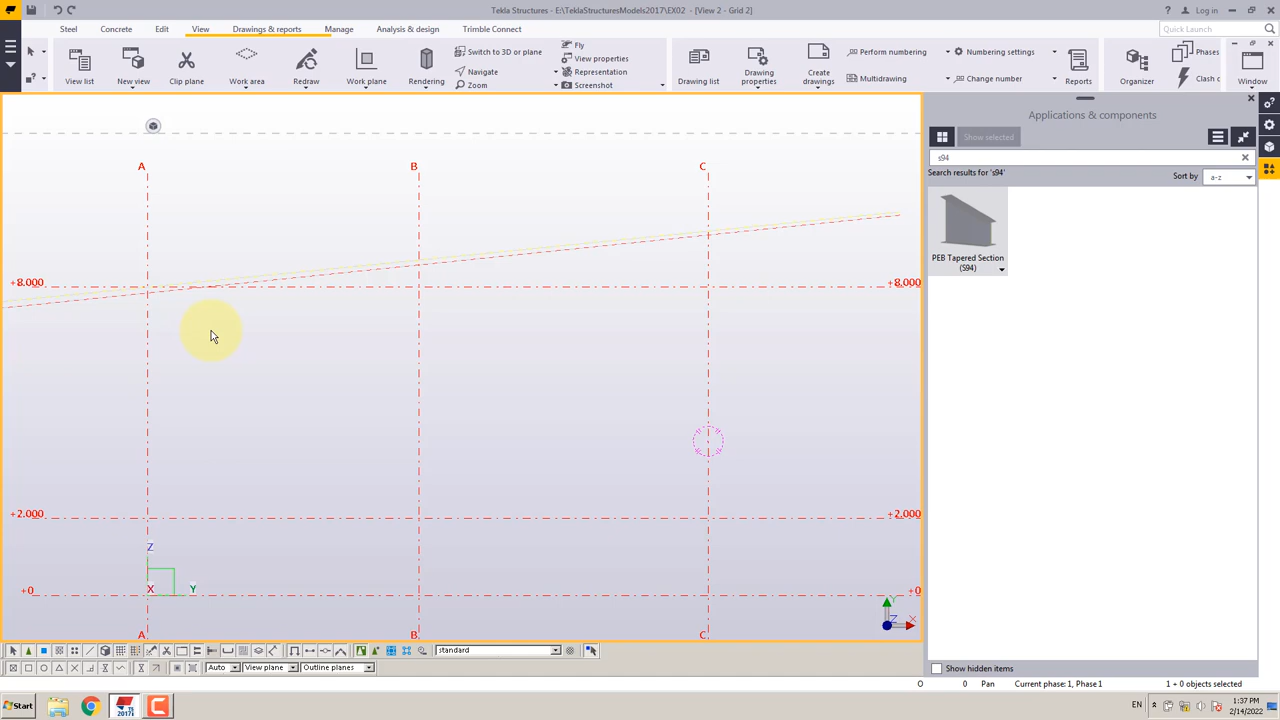 Tekla Structures - E:\TeklaStructuresModels2017\EX02 - [View 2 - Grid 2]
Log in
Steel
Concrete
Edit
View
Drawings & reports
Manage
Analysis & design
Trimble Connect
Quick Launch
View list
New view
Clip plane
Work area
Redraw
Work plane
Rendering
Switch to 3D or plane
Navigate
Zoom
Fly
View properties
Representation
Screenshot
Drawing list
Drawing properties
Create drawings
Perform numbering
Multidrawing
Numbering settings
Change number
Reports
Organizer
Phases
Clash c
Window
Applications & components
Show selected
s94
Search results for 's94'
Sort by
a-z
PEB Tapered Section (S94)
A
B
C
+8.000
+8.000
+2.000
+2.000
Z
X
Y
+0
+0
Y
Z
X
A
B
C
standard
Auto
View plane
Outline planes
Show hidden items
O
0
Pan
Current phase: 1, Phase 1
1 + 0 objects selected
Start
EN
1:37 PM
2/14/2022